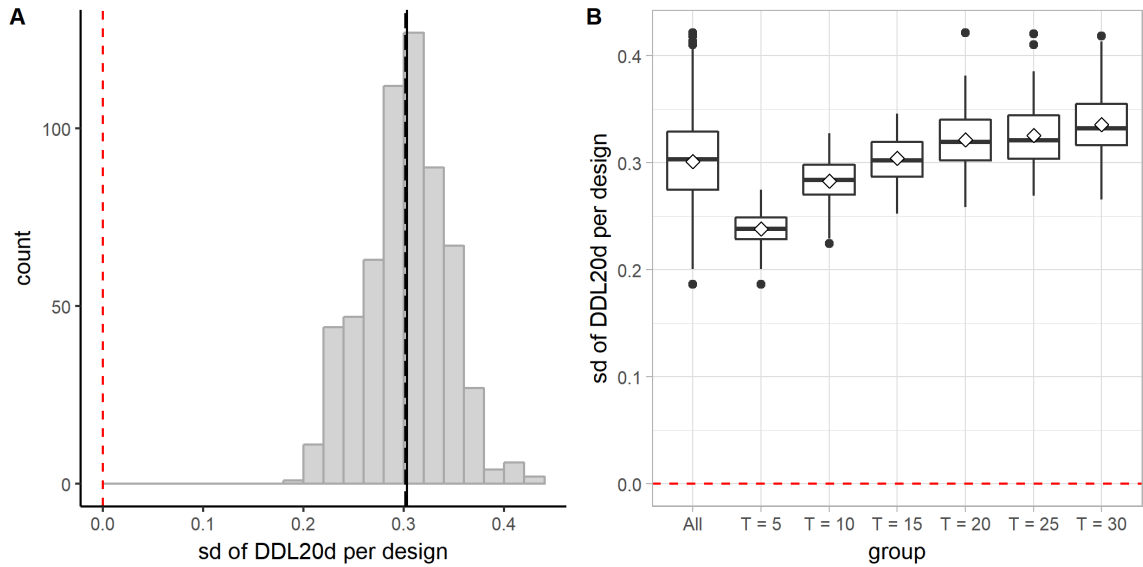 A
count
100
50
0
0.0 0.1 0.2 0.3 0.4
sd of DDL20d per design
B
sd of DDL20d per design
0.4
0.3
0.2
0.1
0.0
All T = 5 T = 10 T = 15 T = 20 T = 25 T = 30
group